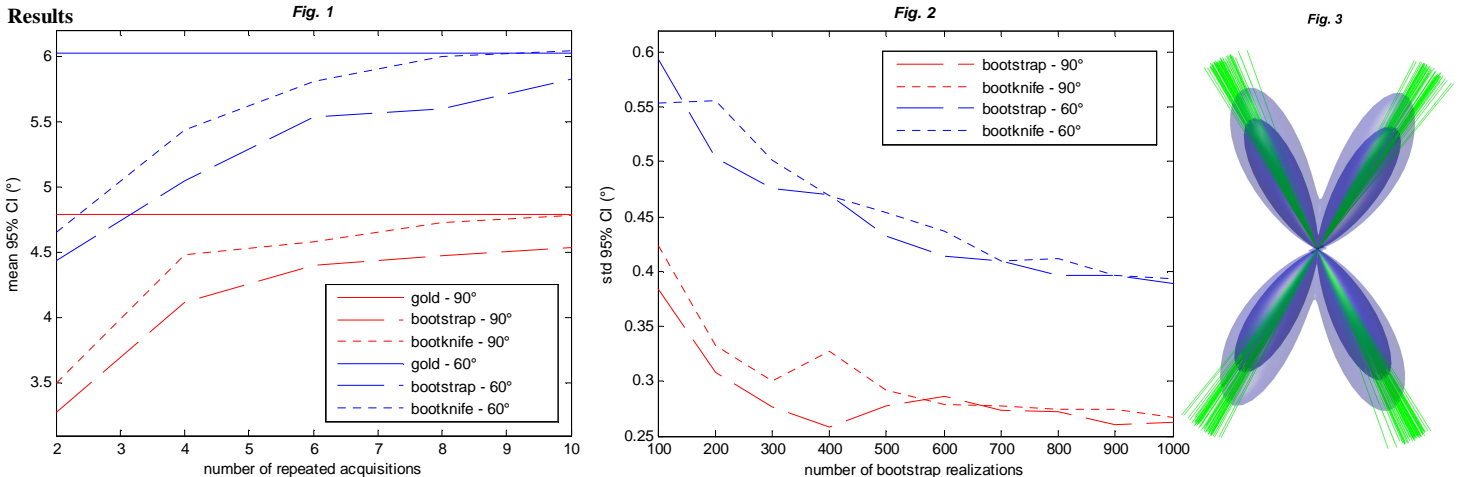 Results
Fig. 1
6
5.5
5
4.5
4
3.5
mean 95% CI (°)
2 3 4 5 6 7 8 9 10
number of repeated acquisitions
gold - 90°
bootstrap - 90°
bootknife - 90°
gold - 60°
bootstrap - 60°
bootknife - 60°
Fig. 2
0.6
0.55
0.5
0.45
0.4
0.35
0.3
0.25
std 95% CI (°)
100 200 300 400 500 600 700 800 900 1000
number of bootstrap realizations
bootstrap - 90°
bootknife - 90°
bootstrap - 60°
bootknife - 60°
Fig. 3